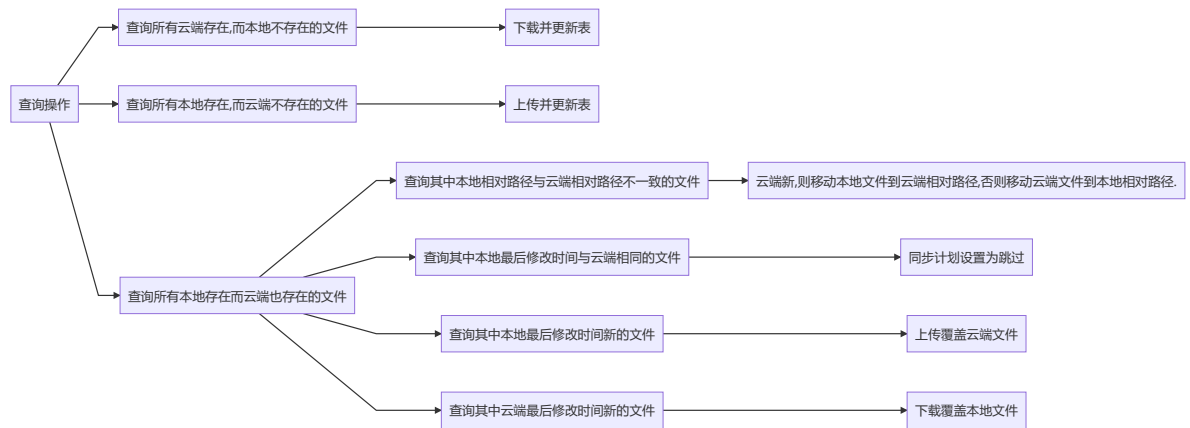 查询所有云端存在,而本地不存在的文件
下载并更新表
查询操作
查询所有本地存在,而云端不存在的文件
上传并更新表
查询其中本地相对路径与云端相对路径不一致的文件
云端新,则移动本地文件到云端相对路径,否则移动云端文件到本地相对路径.
查询其中本地最后修改时间与云端相同的文件
同步计划设置为跳过
查询所有本地存在而云端也存在的文件
查询其中本地最后修改时间新的文件
上传覆盖云端文件
查询其中云端最后修改时间新的文件
下载覆盖本地文件